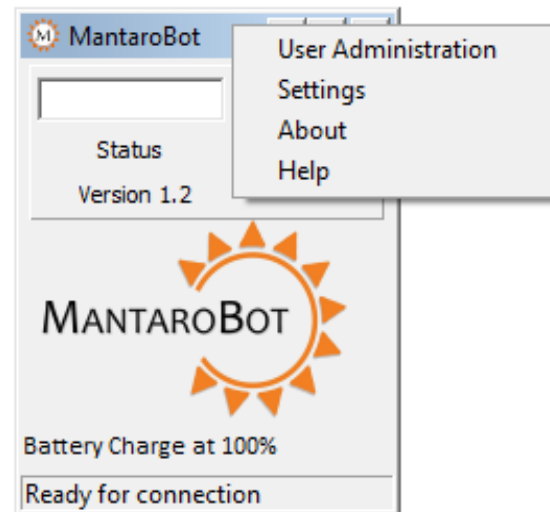 MantaroBot
User Administration
Settings
About
Help
Status
Version 1.2
MANTAROBOT
Battery Charge at 100%
Ready for connection